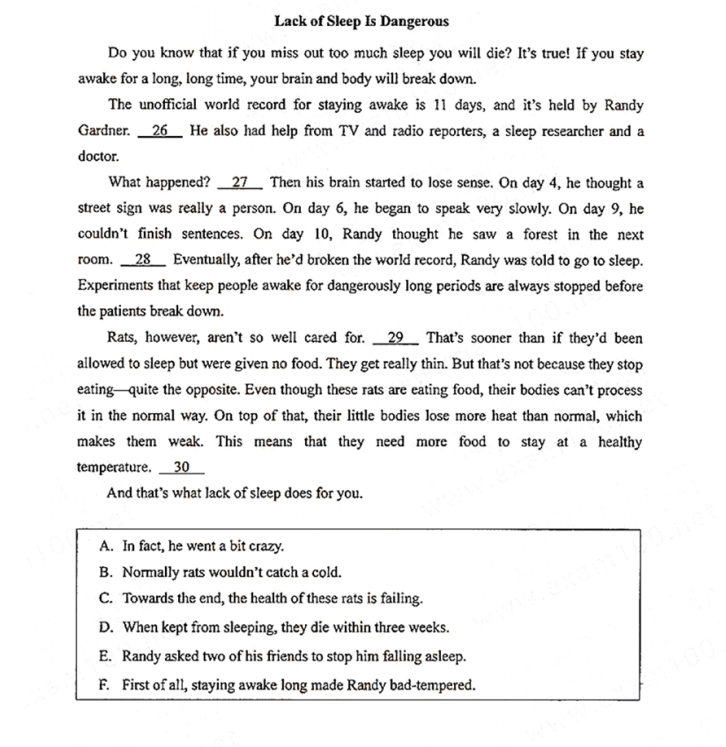 Lack of Sleep Is Dangerous
Do you know that if you miss out too much sleep you will die? It's true! If you stay
awake for a long, long time, your brain and body will break down.
The unofficial world record for staying awake is 11 days, and it's held by Randy
Gardner. 26 He also had help from TV and radio reporters, a sleep researcher and a
doctor.
What happened? 27 Then his brain started to lose sense. On day 4, he thought a
street sign was really a person. On day 6, he began to speak very slowly. On day 9, he
couldn't finish sentences. On day 10, Randy thought he saw a forest in the next
room. 28 Eventually, after he'd broken the world record, Randy was told to go to sleep.
Experiments that keep people awake for dangerously long periods are always stopped before
the patients break down.
Rats, however, aren't so well cared for. 29 That's sooner than if they'd been
allowed to sleep but were given no food. They get really thin. But that's not because they stop
eating—quite the opposite. Even though these rats are eating food, their bodies can't process
it in the normal way. On top of that, their little bodies lose more heat than normal, which
makes them weak. This means that they need more food to stay at a healthy
temperature. 30
And that's what lack of sleep does for you.
A. In fact, he went a bit crazy.
B. Normally rats wouldn't catch a cold.
C. Towards the end, the health of these rats is failing.
D. When kept from sleeping, they die within three weeks.
E. Randy asked two of his friends to stop him falling asleep.
F. First of all, staying awake long made Randy bad-tempered.